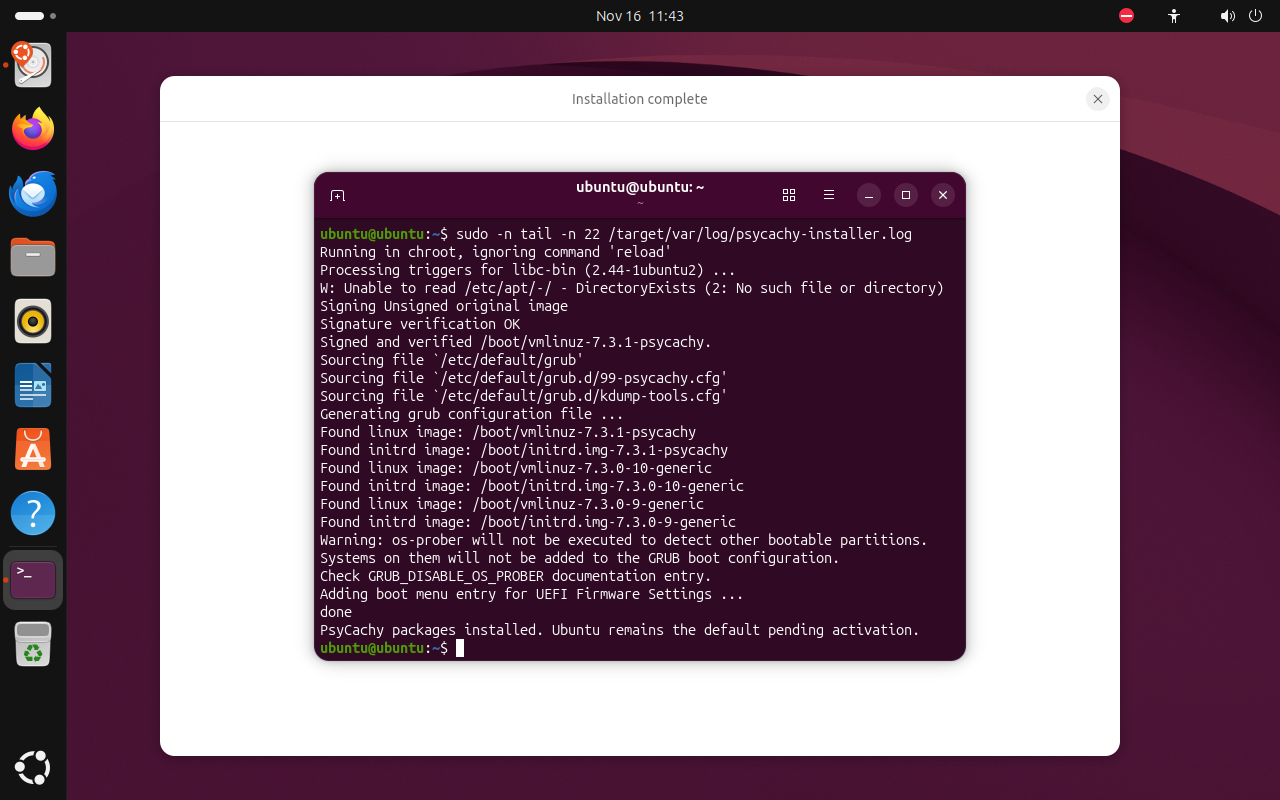 Nov 16 11:43
Installation complete
ubuntu@ubuntu: ~
~
ubuntu@ubuntu:~$ sudo -n tail -n 22 /target/var/log/psycachy-installer.log
Running in chroot, ignoring command 'reload'
Processing triggers for libc-bin (2.44-1ubuntu2) ...
W: Unable to read /etc/apt/-/ - DirectoryExists (2: No such file or directory)
Signing Unsigned original image
Signature verification OK
Signed and verified /boot/vmlinuz-7.3.1-psycachy.
Sourcing file `/etc/default/grub'
Sourcing file `/etc/default/grub.d/99-psycachy.cfg'
Sourcing file `/etc/default/grub.d/kdump-tools.cfg'
Generating grub configuration file ...
Found linux image: /boot/vmlinuz-7.3.1-psycachy
Found initrd image: /boot/initrd.img-7.3.1-psycachy
Found linux image: /boot/vmlinuz-7.3.0-10-generic
Found initrd image: /boot/initrd.img-7.3.0-10-generic
Found linux image: /boot/vmlinuz-7.3.0-9-generic
Found initrd image: /boot/initrd.img-7.3.0-9-generic
Warning: os-prober will not be executed to detect other bootable partitions.
Systems on them will not be added to the GRUB boot configuration.
Check GRUB_DISABLE_OS_PROBER documentation entry.
Adding boot menu entry for UEFI Firmware Settings ...
done
PsyCachy packages installed. Ubuntu remains the default pending activation.
ubuntu@ubuntu:~$